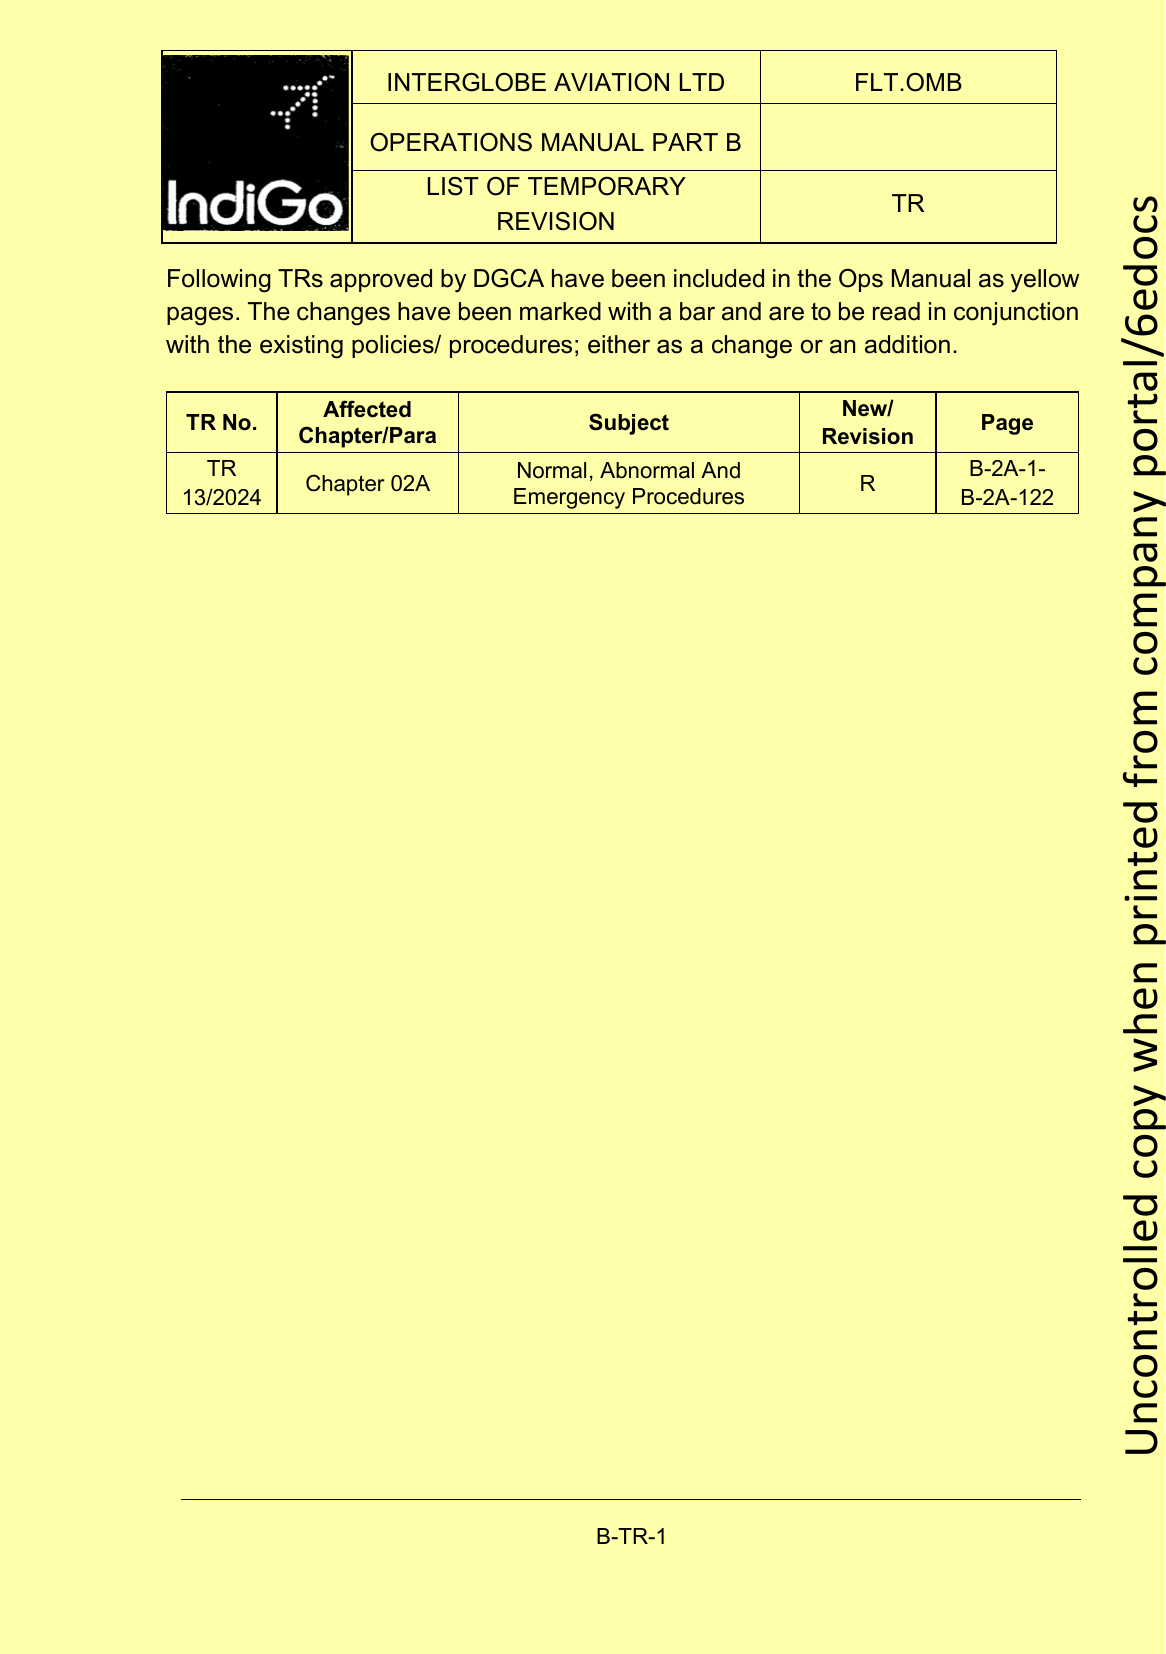 IndiGo
INTERGLOBE AVIATION LTD
FLT.OMB
OPERATIONS MANUAL PART B
LIST OF TEMPORARY
REVISION
TR
Following TRs approved by DGCA have been included in the Ops Manual as yellow
pages. The changes have been marked with a bar and are to be read in conjunction
with the existing policies/ procedures; either as a change or an addition.
TR No.
Affected
Chapter/Para
Subject
New/
Revision
Page
TR
13/2024
Chapter 02A
Normal, Abnormal And
Emergency Procedures
R
B-2A-1-
B-2A-122
B-TR-1
Uncontrolled copy when printed from company portal/6edocs